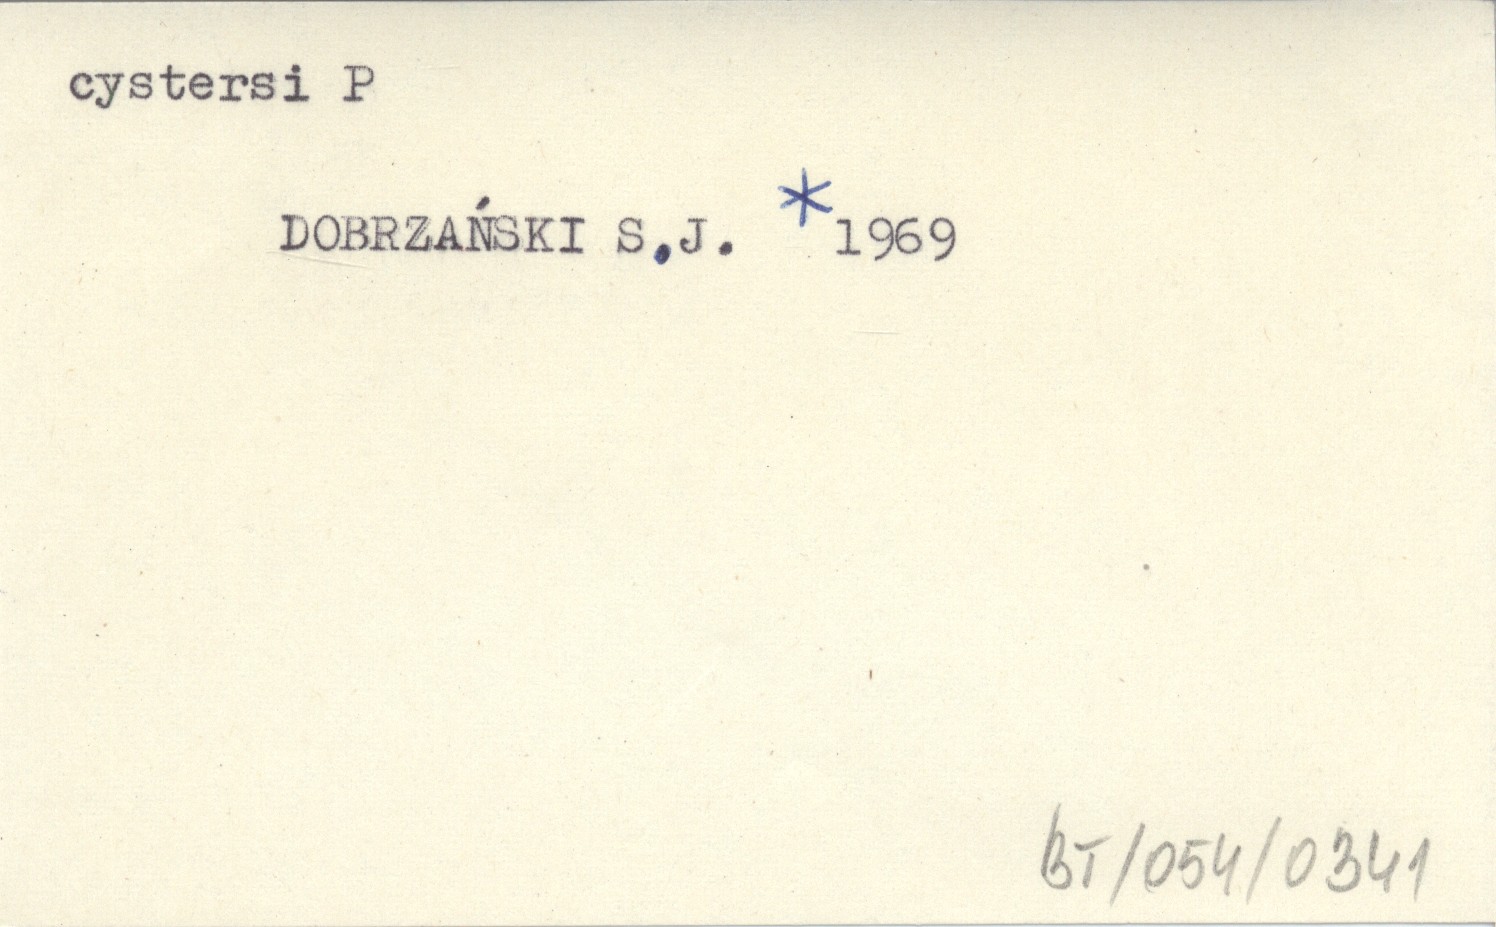 cystersi P
DOBRZAŃSKI S.J. *1969
BT/054/0341